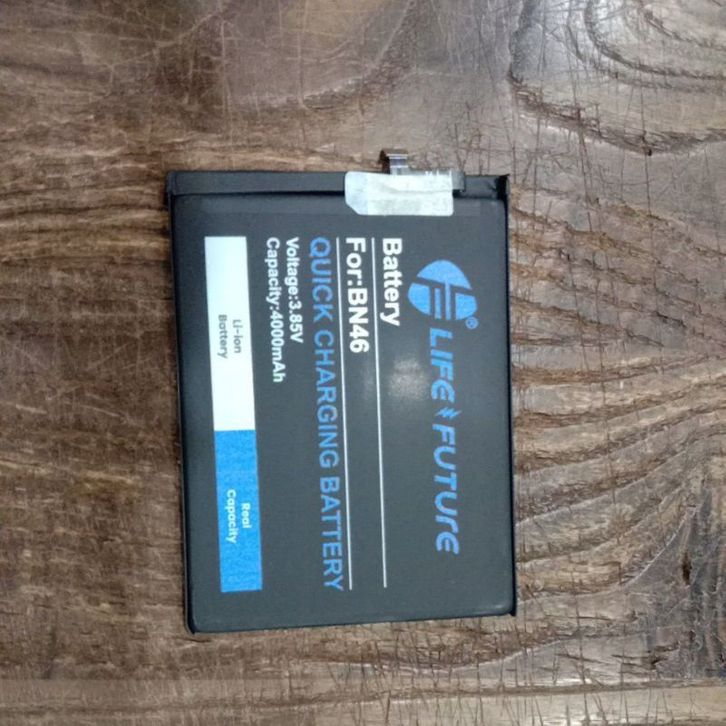 LIFE FUTURE
Battery
For:BN46
QUICK CHARGING BATTERY
Voltage:3.85V
Capacity:4000mAh
Li-ion
Battery
Real
Capacity